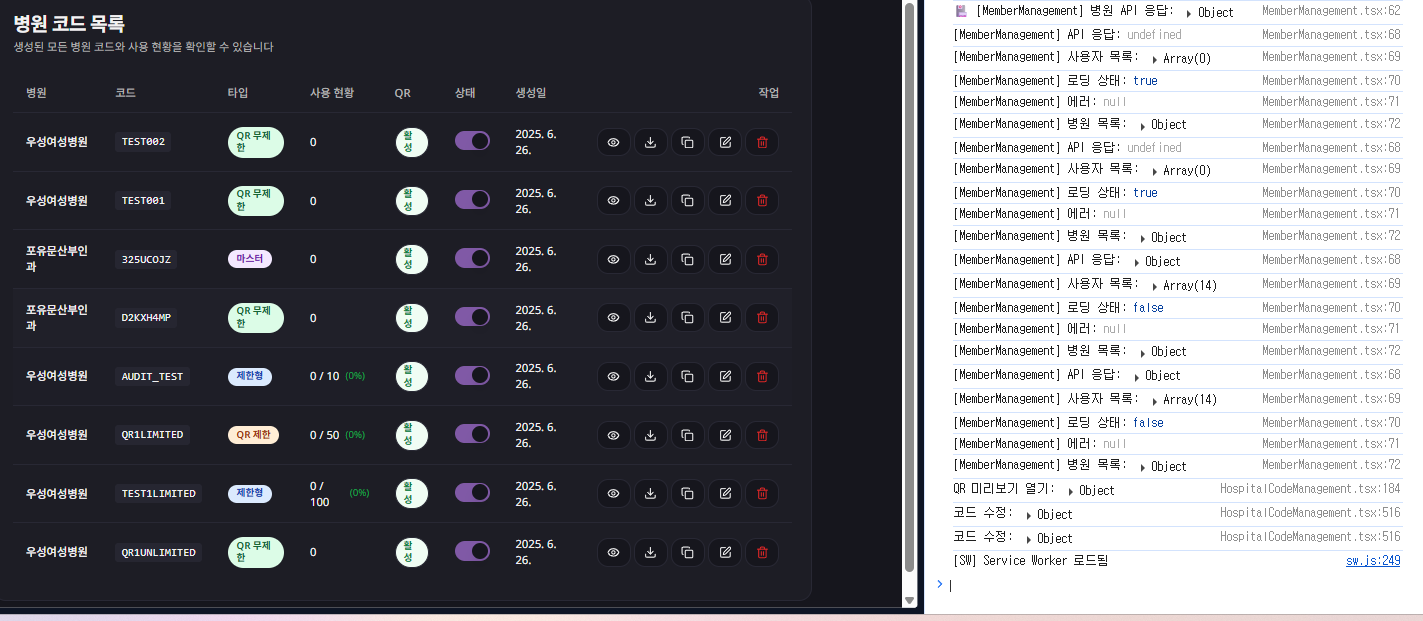 병원 코드 목록
생성된 모든 병원 코드와 사용 현황을 확인할 수 있습니다
병원 코드 타입 사용 현황 QR 상태 생성일 작업
우성여성병원 TEST002 QR 무제한 0 활성 2025. 6. 26.
우성여성병원 TEST001 QR 무제한 0 활성 2025. 6. 26.
포유문산부인과 325UCOJZ 마스터 0 활성 2025. 6. 26.
포유문산부인과 D2KXH4MP QR 무제한 0 활성 2025. 6. 26.
우성여성병원 AUDIT_TEST 제한형 0 / 10 (0%) 활성 2025. 6. 26.
우성여성병원 QR1LIMITED QR 제한 0 / 50 (0%) 활성 2025. 6. 26.
우성여성병원 TEST1LIMITED 제한형 0 / 100 (0%) 활성 2025. 6. 26.
우성여성병원 QR1UNLIMITED QR 무제한 0 활성 2025. 6. 26.
[MemberManagement] 병원 API 응답: ▶ Object MemberManagement.tsx:62
[MemberManagement] API 응답: undefined MemberManagement.tsx:68
[MemberManagement] 사용자 목록: ▶ Array(0) MemberManagement.tsx:69
[MemberManagement] 로딩 상태: true MemberManagement.tsx:70
[MemberManagement] 에러: null MemberManagement.tsx:71
[MemberManagement] 병원 목록: ▶ Object MemberManagement.tsx:72
[MemberManagement] API 응답: undefined MemberManagement.tsx:68
[MemberManagement] 사용자 목록: ▶ Array(0) MemberManagement.tsx:69
[MemberManagement] 로딩 상태: true MemberManagement.tsx:70
[MemberManagement] 에러: null MemberManagement.tsx:71
[MemberManagement] 병원 목록: ▶ Object MemberManagement.tsx:72
[MemberManagement] API 응답: ▶ Object MemberManagement.tsx:68
[MemberManagement] 사용자 목록: ▶ Array(14) MemberManagement.tsx:69
[MemberManagement] 로딩 상태: false MemberManagement.tsx:70
[MemberManagement] 에러: null MemberManagement.tsx:71
[MemberManagement] 병원 목록: ▶ Object MemberManagement.tsx:72
[MemberManagement] API 응답: ▶ Object MemberManagement.tsx:68
[MemberManagement] 사용자 목록: ▶ Array(14) MemberManagement.tsx:69
[MemberManagement] 로딩 상태: false MemberManagement.tsx:70
[MemberManagement] 에러: null MemberManagement.tsx:71
[MemberManagement] 병원 목록: ▶ Object MemberManagement.tsx:72
QR 미리보기 열기: ▶ Object HospitalCodeManagement.tsx:184
코드 수정: ▶ Object HospitalCodeManagement.tsx:516
코드 수정: ▶ Object HospitalCodeManagement.tsx:516
[SW] Service Worker 로드됨 sw.js:249